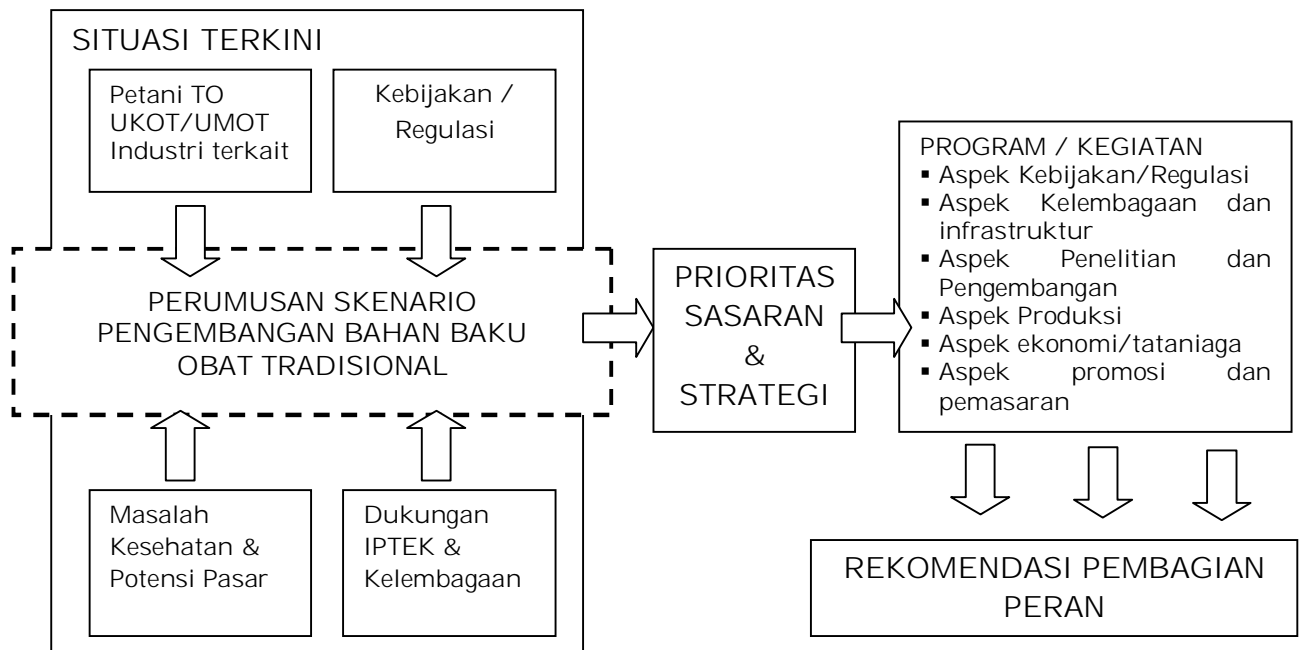 SITUASI TERKINI
Petani TO
UKOT/UMOT
Industri terkait
Kebijakan /
Regulasi
PERUMUSAN SKENARIO
PENGEMBANGAN BAHAN BAKU
OBAT TRADISIONAL
Masalah
Kesehatan &
Potensi Pasar
Dukungan
IPTEK &
Kelembagaan
PRIORITAS
SASARAN
&
STRATEGI
PROGRAM / KEGIATAN
▪ Aspek Kebijakan/Regulasi
▪ Aspek Kelembagaan dan
infrastruktur
▪ Aspek Penelitian dan
Pengembangan
▪ Aspek Produksi
▪ Aspek ekonomi/tataniaga
▪ Aspek promosi dan
pemasaran
REKOMENDASI PEMBAGIAN
PERAN